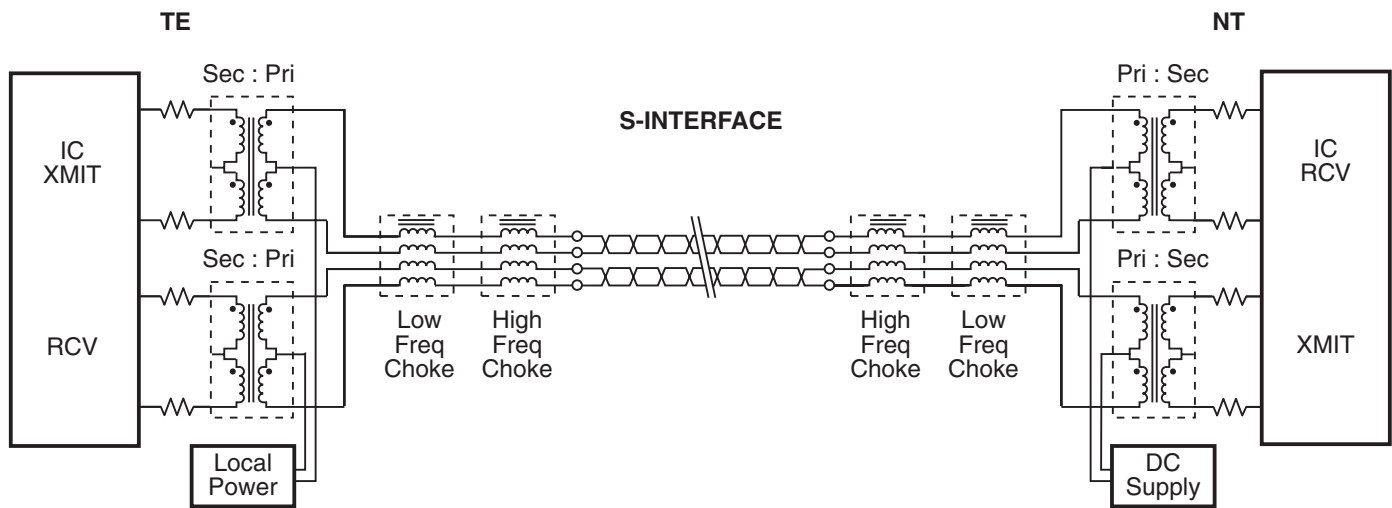 TE
NT
Sec : Pri
Pri : Sec
S-INTERFACE
IC
XMIT
IC
RCV
Sec : Pri
Pri : Sec
RCV
XMIT
Low
Freq
Choke
High
Freq
Choke
High
Freq
Choke
Low
Freq
Choke
Local
Power
DC
Supply